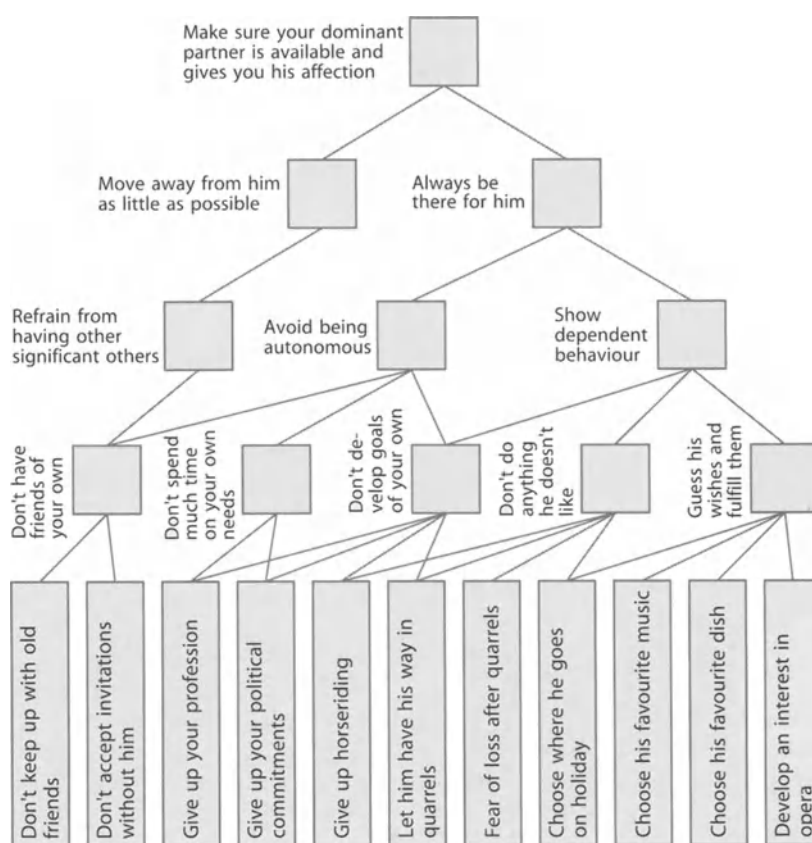 Make sure your dominant
partner is available and
gives you his affection
Move away from him
as little as possible
Always be
there for him
Refrain from
having other
significant others
Avoid being
autonomous
Show
dependent
behaviour
Don't have
friends of
your own
Don't spend
much time
on your own
needs
Don't de-
velop goals
of your own
Don't do
anything
he doesn't
like
Guess his
wishes and
fulfill them
Don't keep up with old
friends
Don't accept invitations
without him
Give up your profession
Give up your political
commitments
Give up horseriding
Let him have his way in
quarrels
Fear of loss after quarrels
Choose where he goes
on holiday
Choose his favourite music
Choose his favourite dish
Develop an interest in
opera